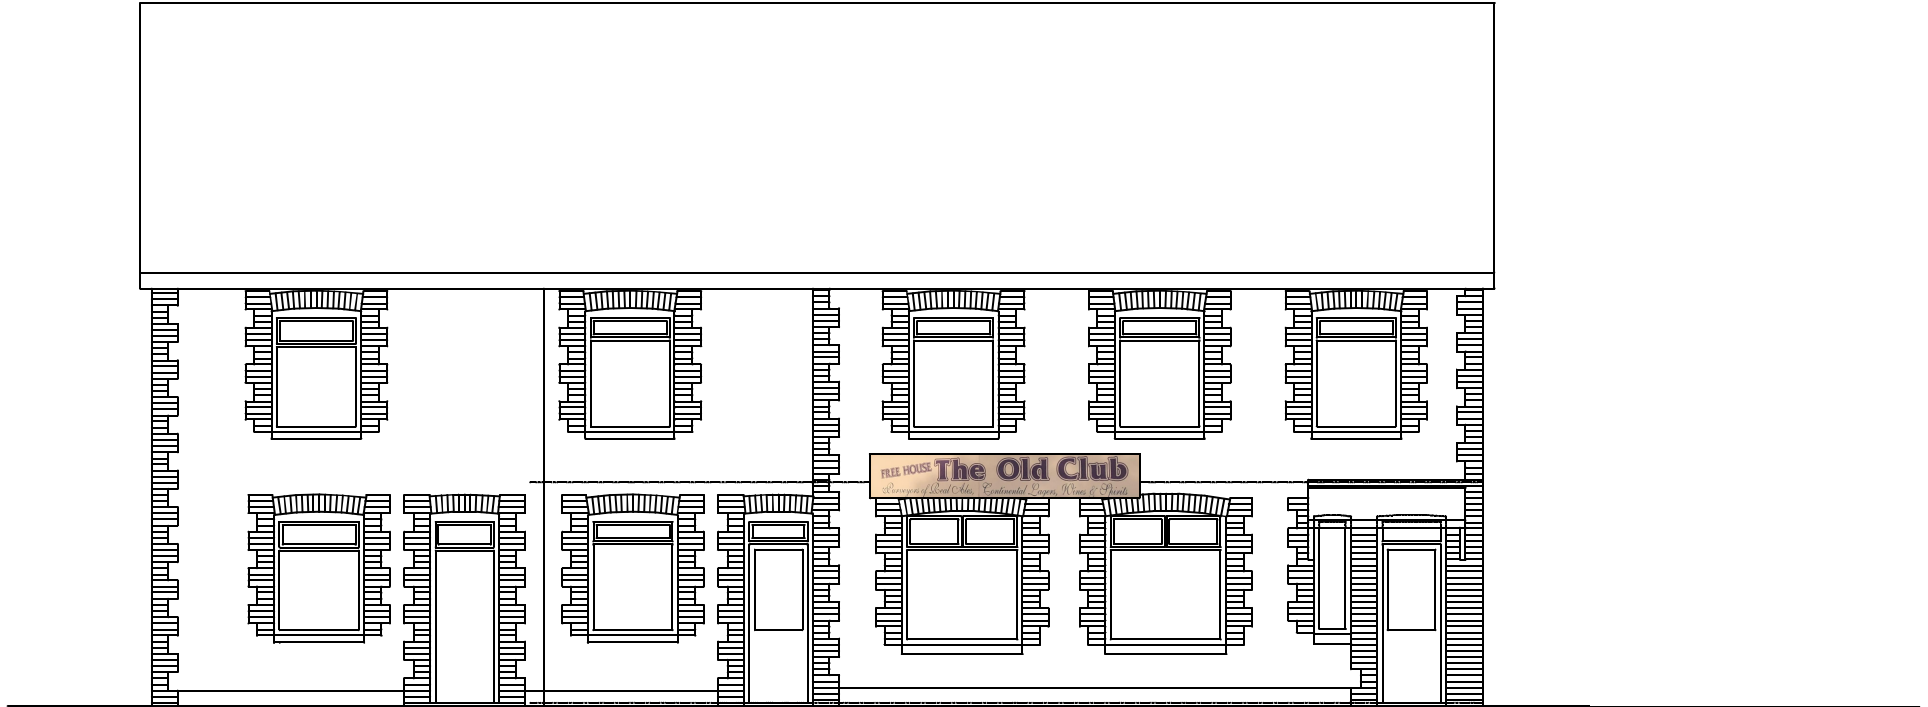 FREE HOUSE The Old Club
Purveyors of Real Ales, Continental Lagers, Wines & Spirits